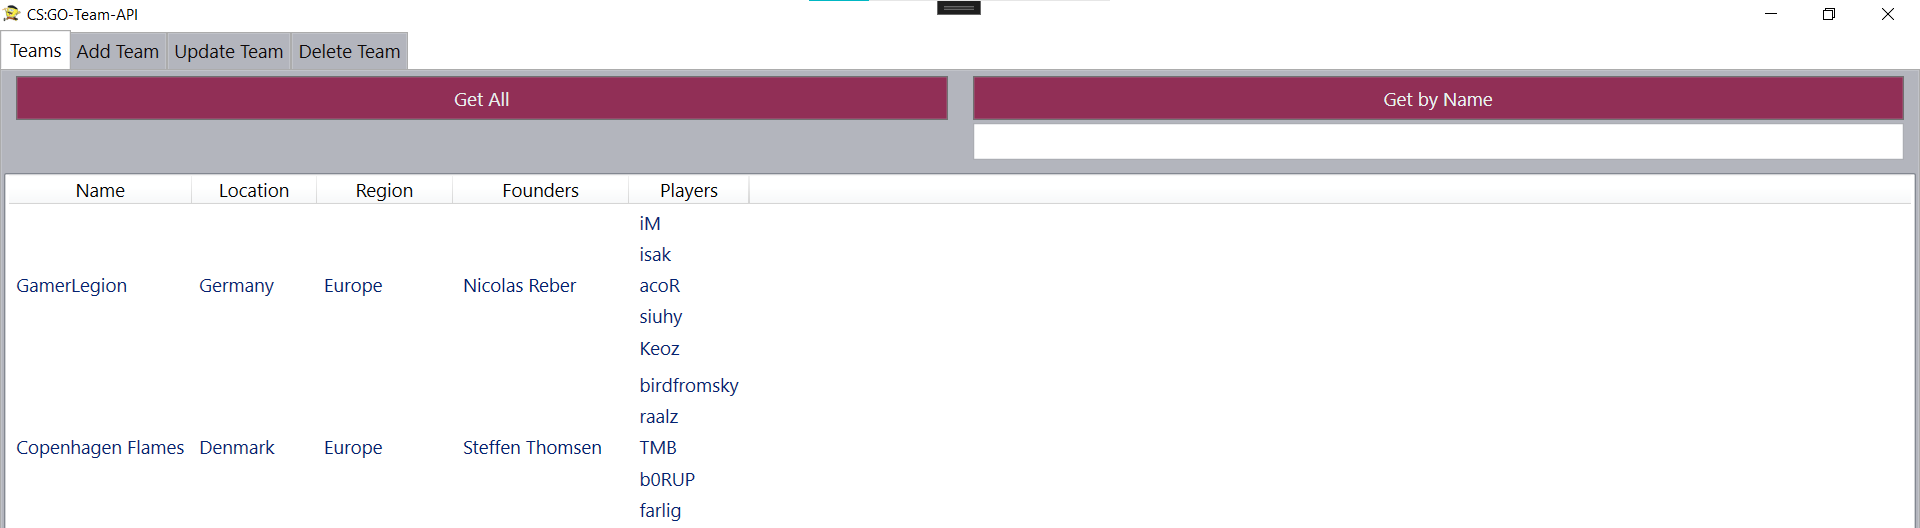 CS:GO-Team-API
Teams Add Team Update Team Delete Team
Get All Get by Name
Name Location Region Founders Players
iM
isak
GamerLegion Germany Europe Nicolas Reber acoR
siuhy
Keoz
birdfromsky
raalz
Copenhagen Flames Denmark Europe Steffen Thomsen TMB
b0RUP
farlig